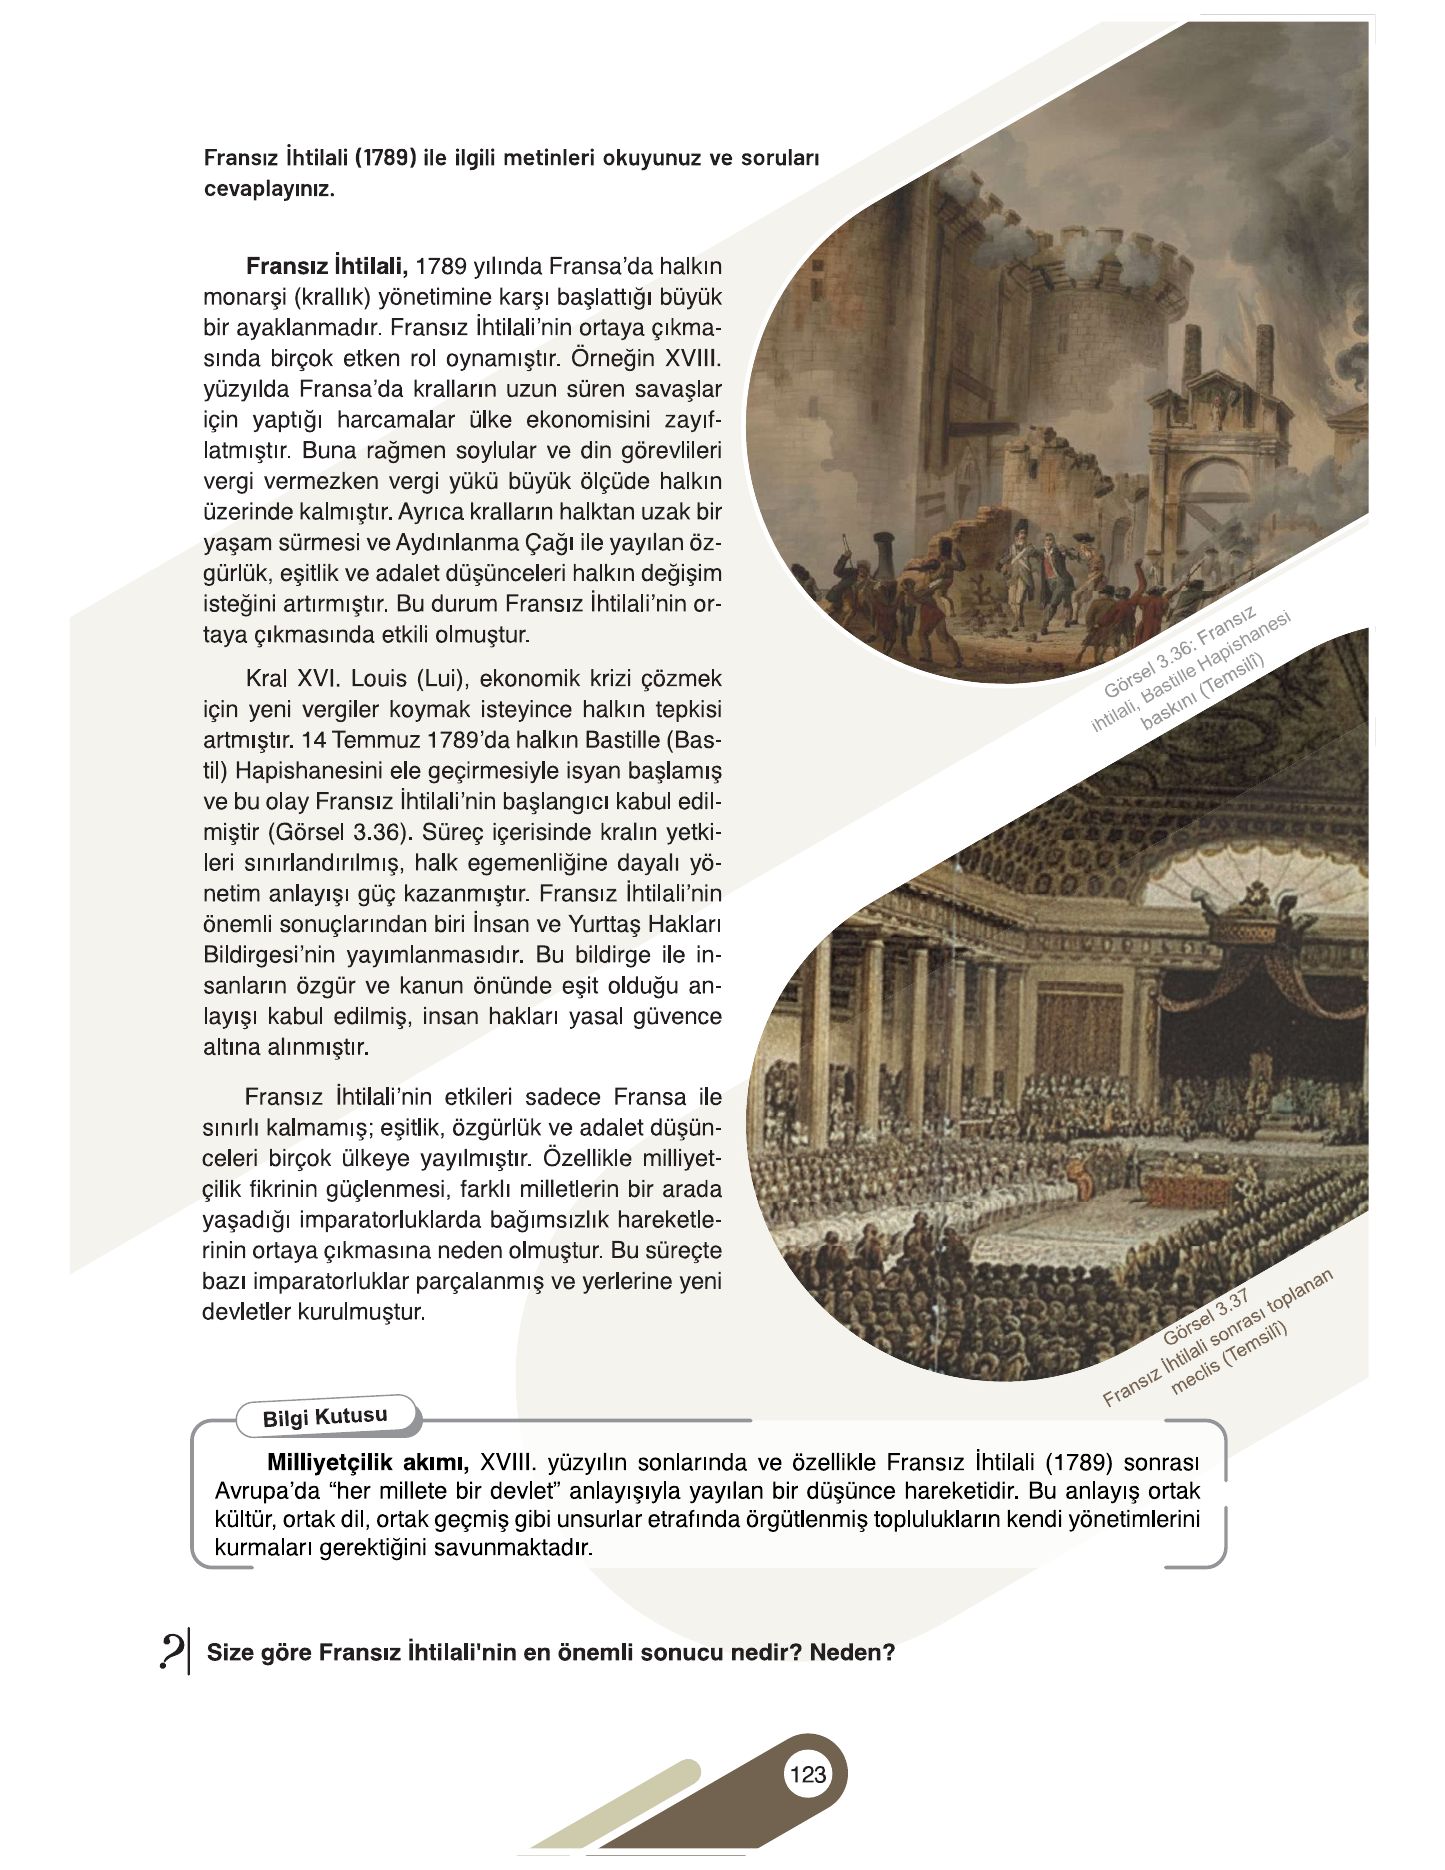 Fransız İhtilali (1789) ile ilgili metinleri okuyunuz ve soruları
cevaplayınız.
Fransız İhtilali, 1789 yılında Fransa’da halkın
monarşi (krallık) yönetimine karşı başlattığı büyük
bir ayaklanmadır. Fransız İhtilali’nin ortaya çıkma-
sında birçok etken rol oynamıştır. Örneğin XVIII.
yüzyılda Fransa’da kralların uzun süren savaşlar
için yaptığı harcamalar ülke ekonomisini zayıf-
latmıştır. Buna rağmen soylular ve din görevlileri
vergi vermezken vergi yükü büyük ölçüde halkın
üzerinde kalmıştır. Ayrıca kralların halktan uzak bir
yaşam sürmesi ve Aydınlanma Çağı ile yayılan öz-
gürlük, eşitlik ve adalet düşünceleri halkın değişim
isteğini artırmıştır. Bu durum Fransız İhtilali’nin or-
taya çıkmasında etkili olmuştur.
Kral XVI. Louis (Lui), ekonomik krizi çözmek
için yeni vergiler koymak isteyince halkın tepkisi
artmıştır. 14 Temmuz 1789’da halkın Bastille (Bas-
til) Hapishanesini ele geçirmesiyle isyan başlamış
ve bu olay Fransız İhtilali’nin başlangıcı kabul edil-
miştir (Görsel 3.36). Süreç içerisinde kralın yetki-
leri sınırlandırılmış, halk egemenliğine dayalı yö-
netim anlayışı güç kazanmıştır. Fransız İhtilali’nin
önemli sonuçlarından biri İnsan ve Yurttaş Hakları
Bildirgesi’nin yayımlanmasıdır. Bu bildirge ile in-
sanların özgür ve kanun önünde eşit olduğu an-
layışı kabul edilmiş, insan hakları yasal güvence
altına alınmıştır.
Fransız İhtilali’nin etkileri sadece Fransa ile
sınırlı kalmamış; eşitlik, özgürlük ve adalet düşün-
celeri birçok ülkeye yayılmıştır. Özellikle milliyet-
çilik fikrinin güçlenmesi, farklı milletlerin bir arada
yaşadığı imparatorluklarda bağımsızlık hareketle-
rinin ortaya çıkmasına neden olmuştur. Bu süreçte
bazı imparatorluklar parçalanmış ve yerlerine yeni
devletler kurulmuştur.
Görsel 3.36: Fransız
ihtilali, Bastille Hapishanesi
baskını (Temsilî)
Görsel 3.37
Fransız İhtilali sonrası toplanan
meclis (Temsilî)
Bilgi Kutusu
Milliyetçilik akımı, XVIII. yüzyılın sonlarında ve özellikle Fransız İhtilali (1789) sonrası
Avrupa’da “her millete bir devlet” anlayışıyla yayılan bir düşünce hareketidir. Bu anlayış ortak
kültür, ortak dil, ortak geçmiş gibi unsurlar etrafında örgütlenmiş toplulukların kendi yönetimlerini
kurmaları gerektiğini savunmaktadır.
? Size göre Fransız İhtilali'nin en önemli sonucu nedir? Neden?
123